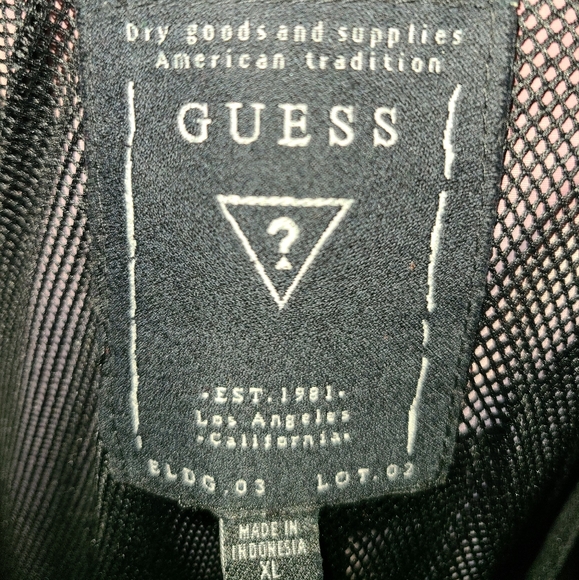 Dry goods and supplies
American tradition
GUESS
?
·EST.1981·
Los Angeles
·California·
BLDG.03 LOT.02
MADE IN
INDONESIA
XL